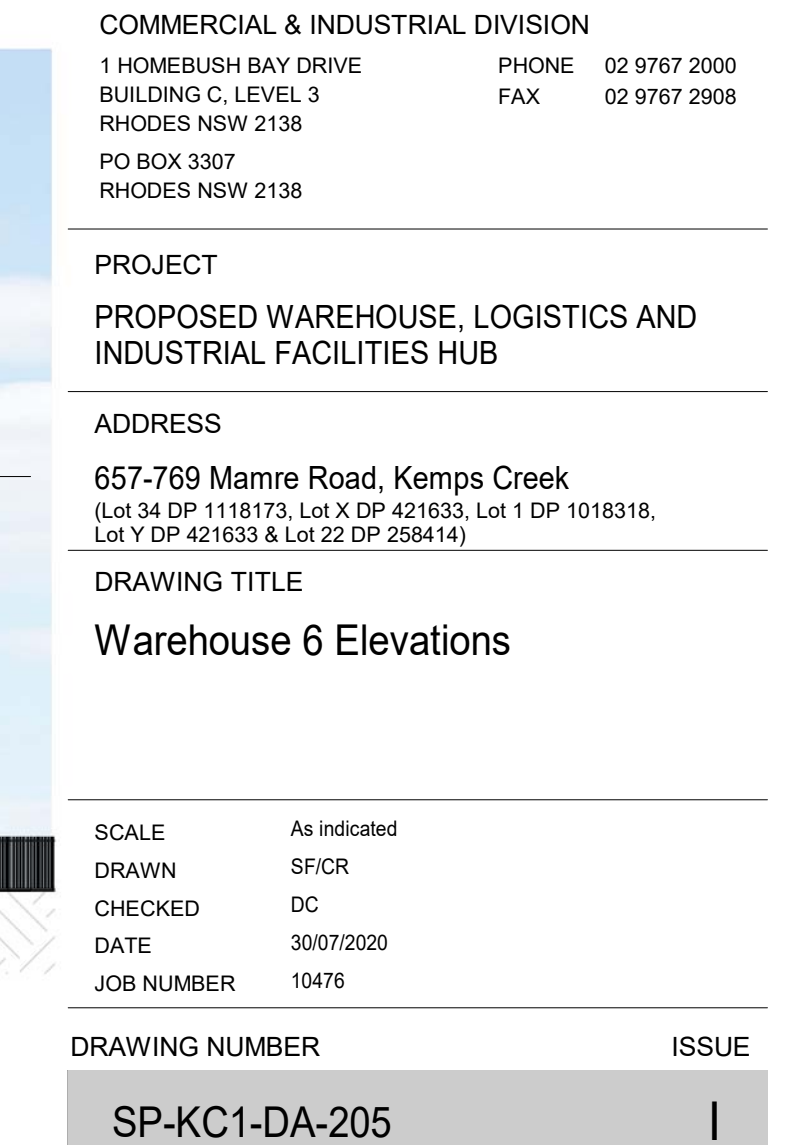 COMMERCIAL & INDUSTRIAL DIVISION
1 HOMEBUSH BAY DRIVE PHONE 02 9767 2000
BUILDING C, LEVEL 3 FAX 02 9767 2908
RHODES NSW 2138
PO BOX 3307
RHODES NSW 2138
PROJECT
PROPOSED WAREHOUSE, LOGISTICS AND
INDUSTRIAL FACILITIES HUB
ADDRESS
657-769 Mamre Road, Kemps Creek
(Lot 34 DP 1118173, Lot X DP 421633, Lot 1 DP 1018318,
Lot Y DP 421633 & Lot 22 DP 258414)
DRAWING TITLE
Warehouse 6 Elevations
SCALE As indicated
DRAWN SF/CR
CHECKED DC
DATE 30/07/2020
JOB NUMBER 10476
DRAWING NUMBER ISSUE
SP-KC1-DA-205 I